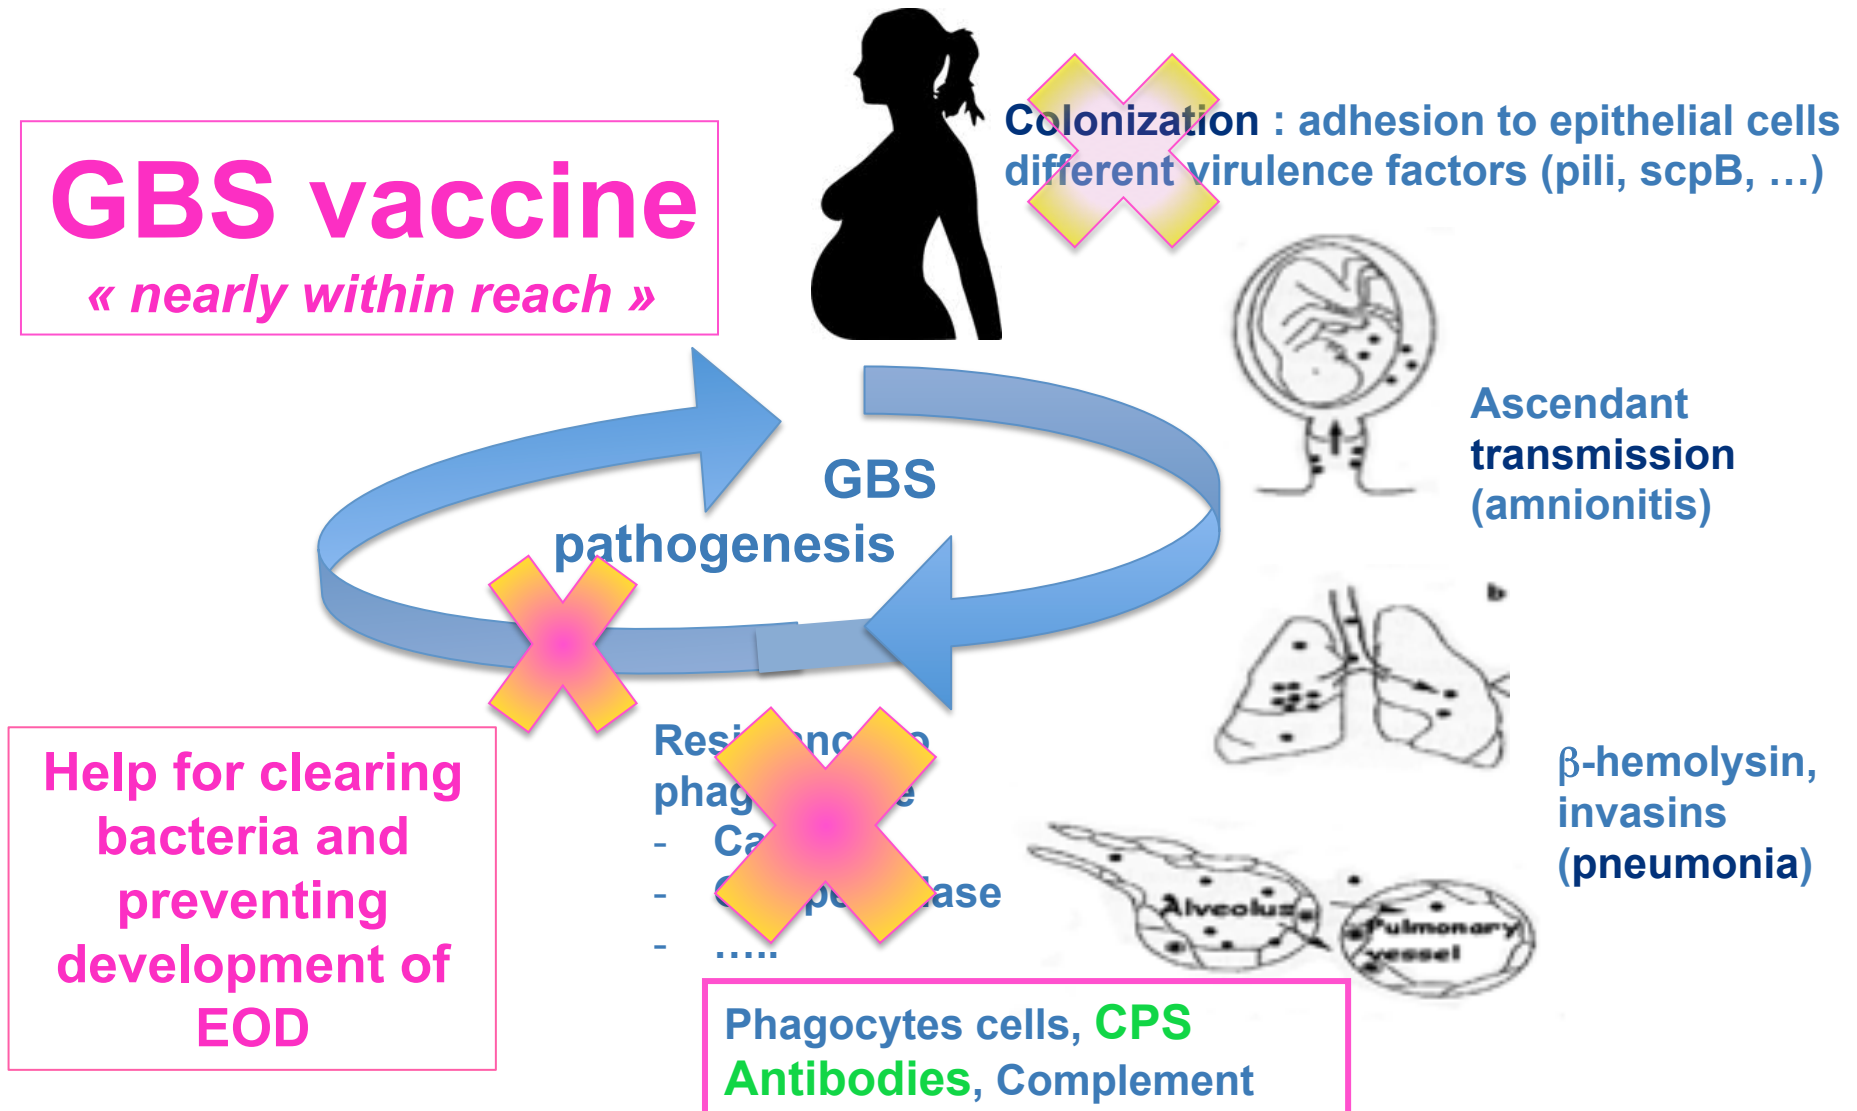 GBS vaccine
« nearly within reach »
Colonization : adhesion to epithelial cells
different virulence factors (pili, scpB, …)
Ascendant
transmission
(amnionitis)
GBS
pathogenesis
b
β-hemolysin,
invasins
(pneumonia)
Alveolus
Pulmonary
vessel
Resistance to
-
-
- …..
Help for clearing
bacteria and
preventing
development of
EOD
Phagocytes cells, CPS
Antibodies, Complement